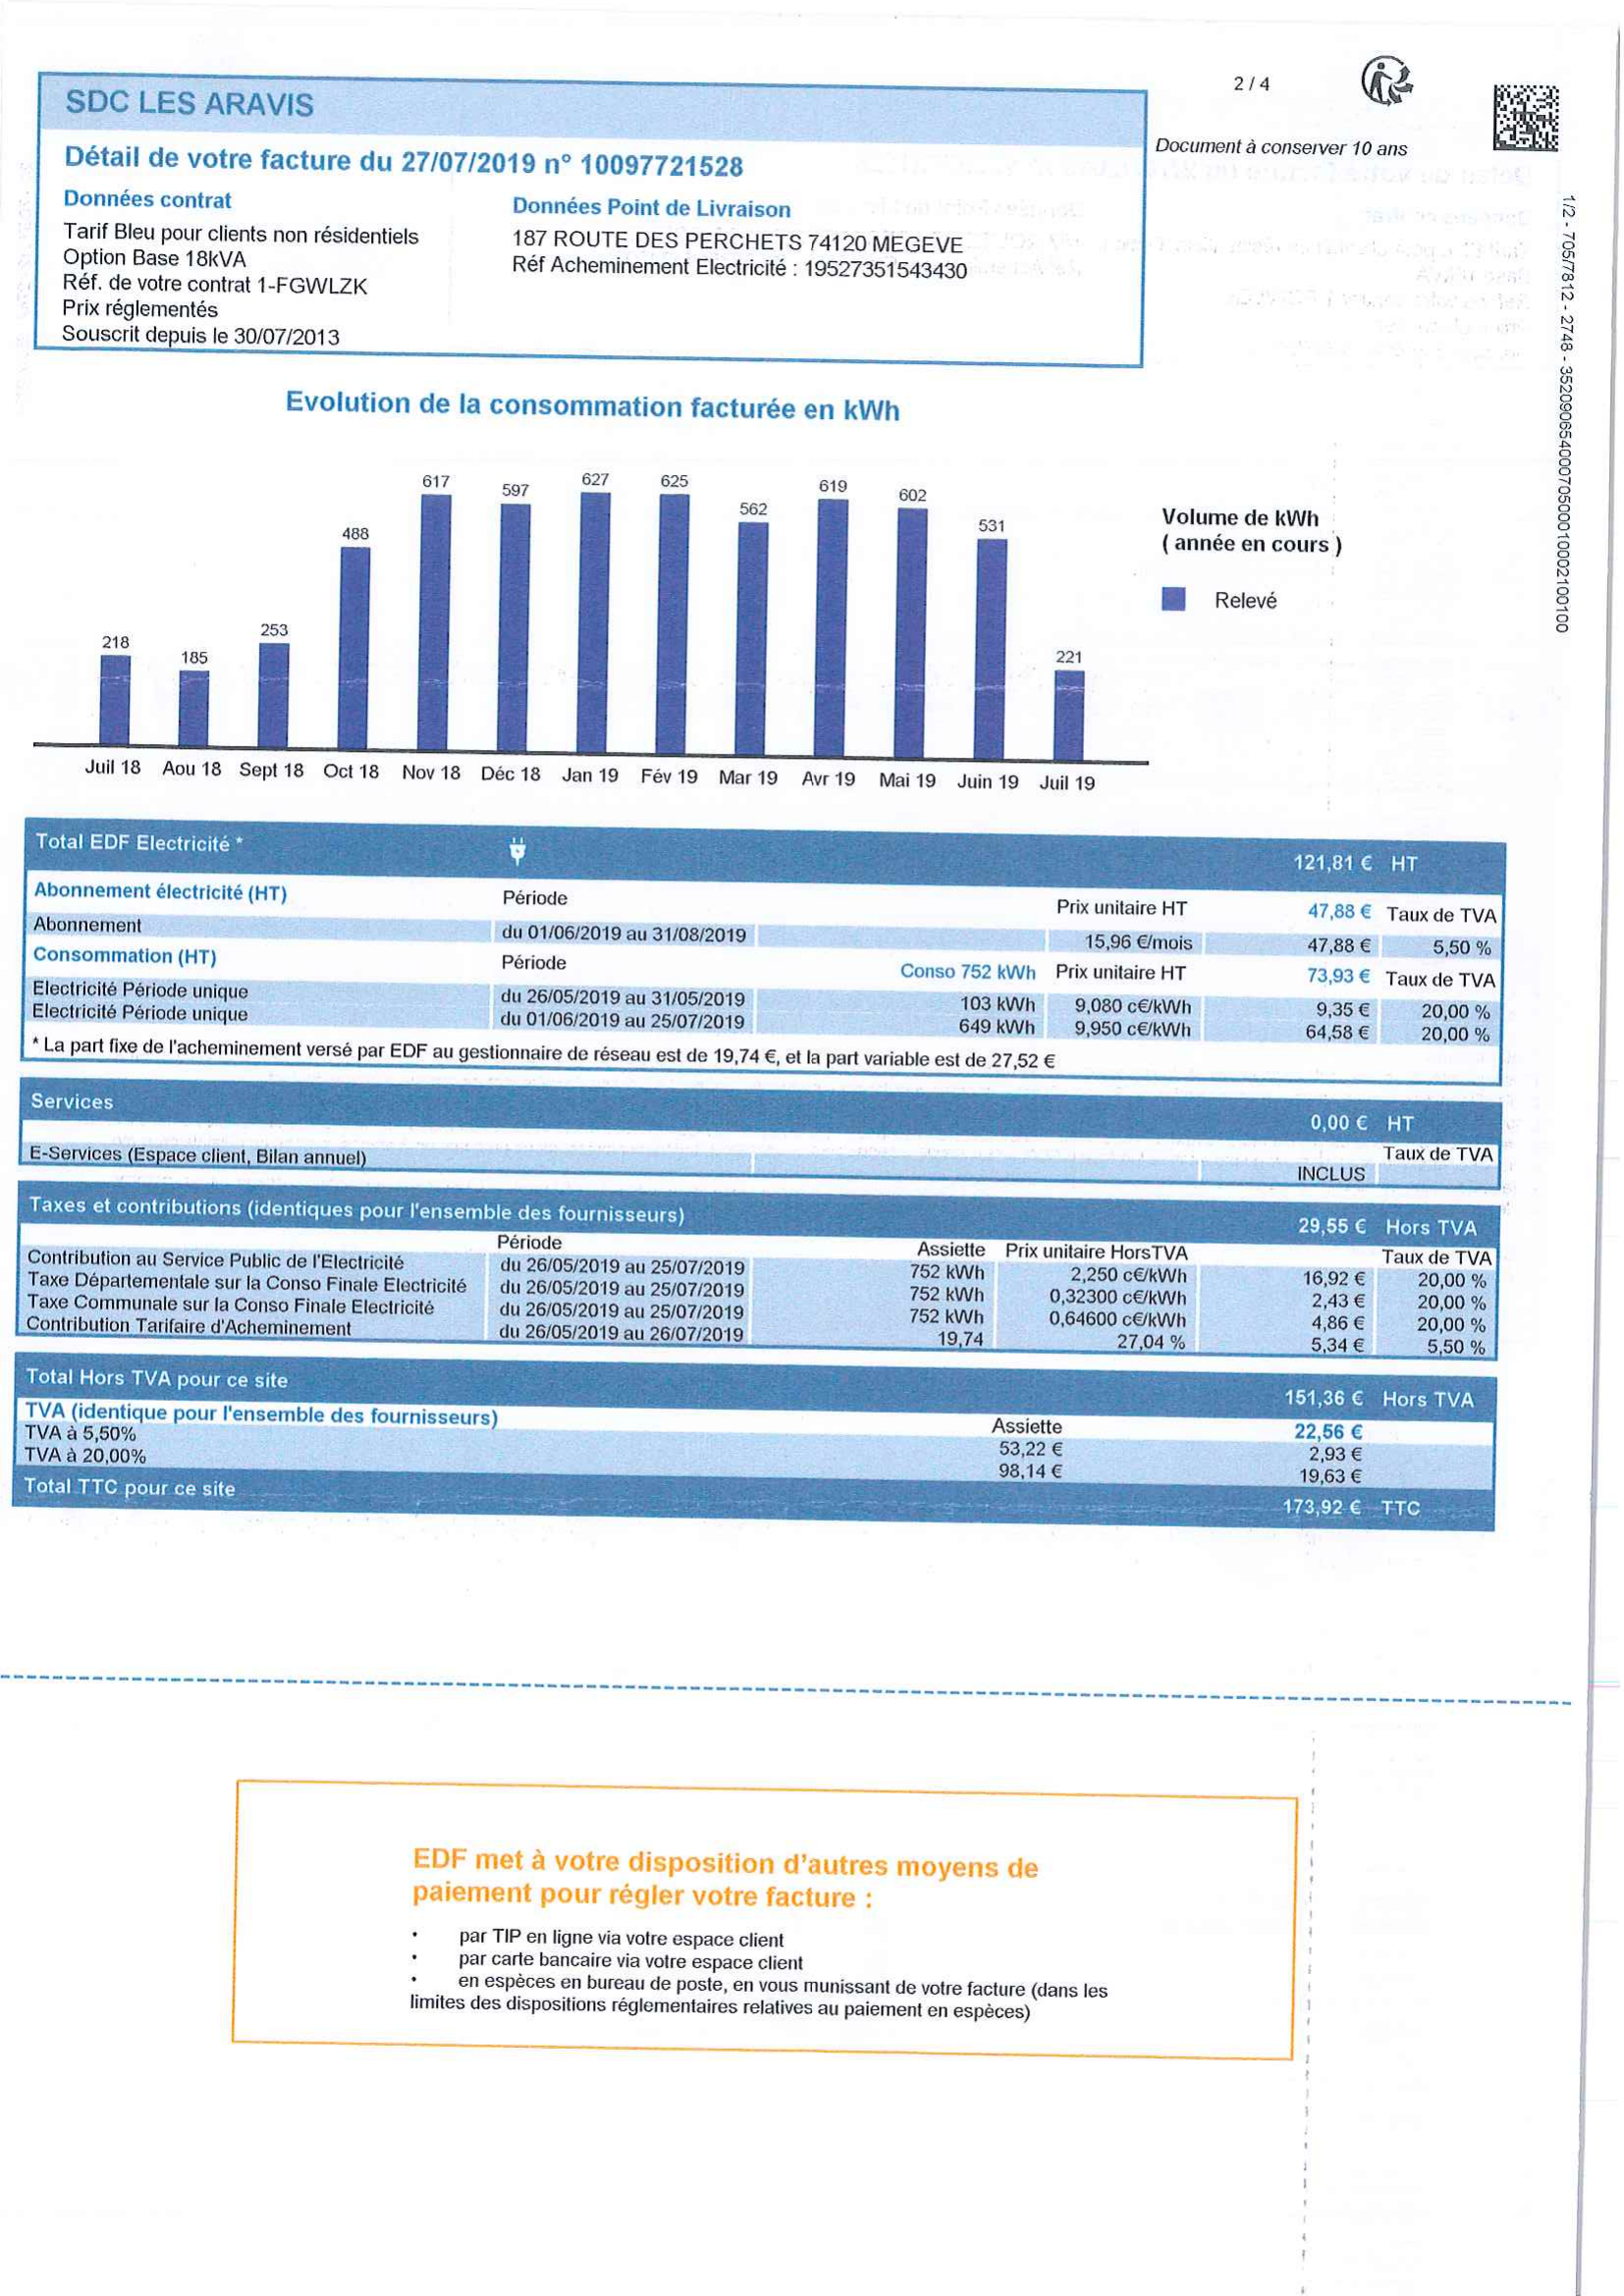 SDC LES ARAVIS
2 / 4
Document à conserver 10 ans
Détail de votre facture du 27/07/2019 n° 10097721528
Données contrat
Tarif Bleu pour clients non résidentiels
Option Base 18kVA
Réf. de votre contrat 1-FGWLZK
Prix réglementés
Souscrit depuis le 30/07/2013
Données Point de Livraison
187 ROUTE DES PERCHETS 74120 MEGEVE
Réf Acheminement Electricité : 19527351543430
1/2 - 705/7812 - 2748 - 35209065400070500010002100100
Evolution de la consommation facturée en kWh
218 185 253 488 617 597 627 625 562 619 602 531 221
Juil 18 Aou 18 Sept 18 Oct 18 Nov 18 Déc 18 Jan 19 Fév 19 Mar 19 Avr 19 Mai 19 Juin 19 Juil 19
Volume de kWh
( année en cours )
Relevé
Total EDF Electricité * 121,81 € HT
Abonnement électricité (HT) Période Prix unitaire HT 47,88 € Taux de TVA
Abonnement du 01/06/2019 au 31/08/2019 15,96 €/mois 47,88 € 5,50 %
Consommation (HT) Période Conso 752 kWh Prix unitaire HT 73,93 € Taux de TVA
Electricité Période unique du 26/05/2019 au 31/05/2019 103 kWh 9,080 c€/kWh 9,35 € 20,00 %
Electricité Période unique du 01/06/2019 au 25/07/2019 649 kWh 9,950 c€/kWh 64,58 € 20,00 %
* La part fixe de l'acheminement versé par EDF au gestionnaire de réseau est de 19,74 €, et la part variable est de 27,52 €
Services 0,00 € HT
Taux de TVA
E-Services (Espace client, Bilan annuel) INCLUS
Taxes et contributions (identiques pour l'ensemble des fournisseurs) 29,55 € Hors TVA
Période Assiette Prix unitaire HorsTVA Taux de TVA
Contribution au Service Public de l'Electricité du 26/05/2019 au 25/07/2019 752 kWh 2,250 c€/kWh 16,92 € 20,00 %
Taxe Départementale sur la Conso Finale Electricité du 26/05/2019 au 25/07/2019 752 kWh 0,32300 c€/kWh 2,43 € 20,00 %
Taxe Communale sur la Conso Finale Electricité du 26/05/2019 au 25/07/2019 752 kWh 0,64600 c€/kWh 4,86 € 20,00 %
Contribution Tarifaire d'Acheminement du 26/05/2019 au 26/07/2019 19,74 27,04 % 5,34 € 5,50 %
Total Hors TVA pour ce site 151,36 € Hors TVA
TVA (identique pour l'ensemble des fournisseurs) Assiette 22,56 €
TVA à 5,50% 53,22 € 2,93 €
TVA à 20,00% 98,14 € 19,63 €
Total TTC pour ce site 173,92 € TTC
EDF met à votre disposition d'autres moyens de
paiement pour régler votre facture :
• par TIP en ligne via votre espace client
• par carte bancaire via votre espace client
• en espèces en bureau de poste, en vous munissant de votre facture (dans les
limites des dispositions réglementaires relatives au paiement en espèces)